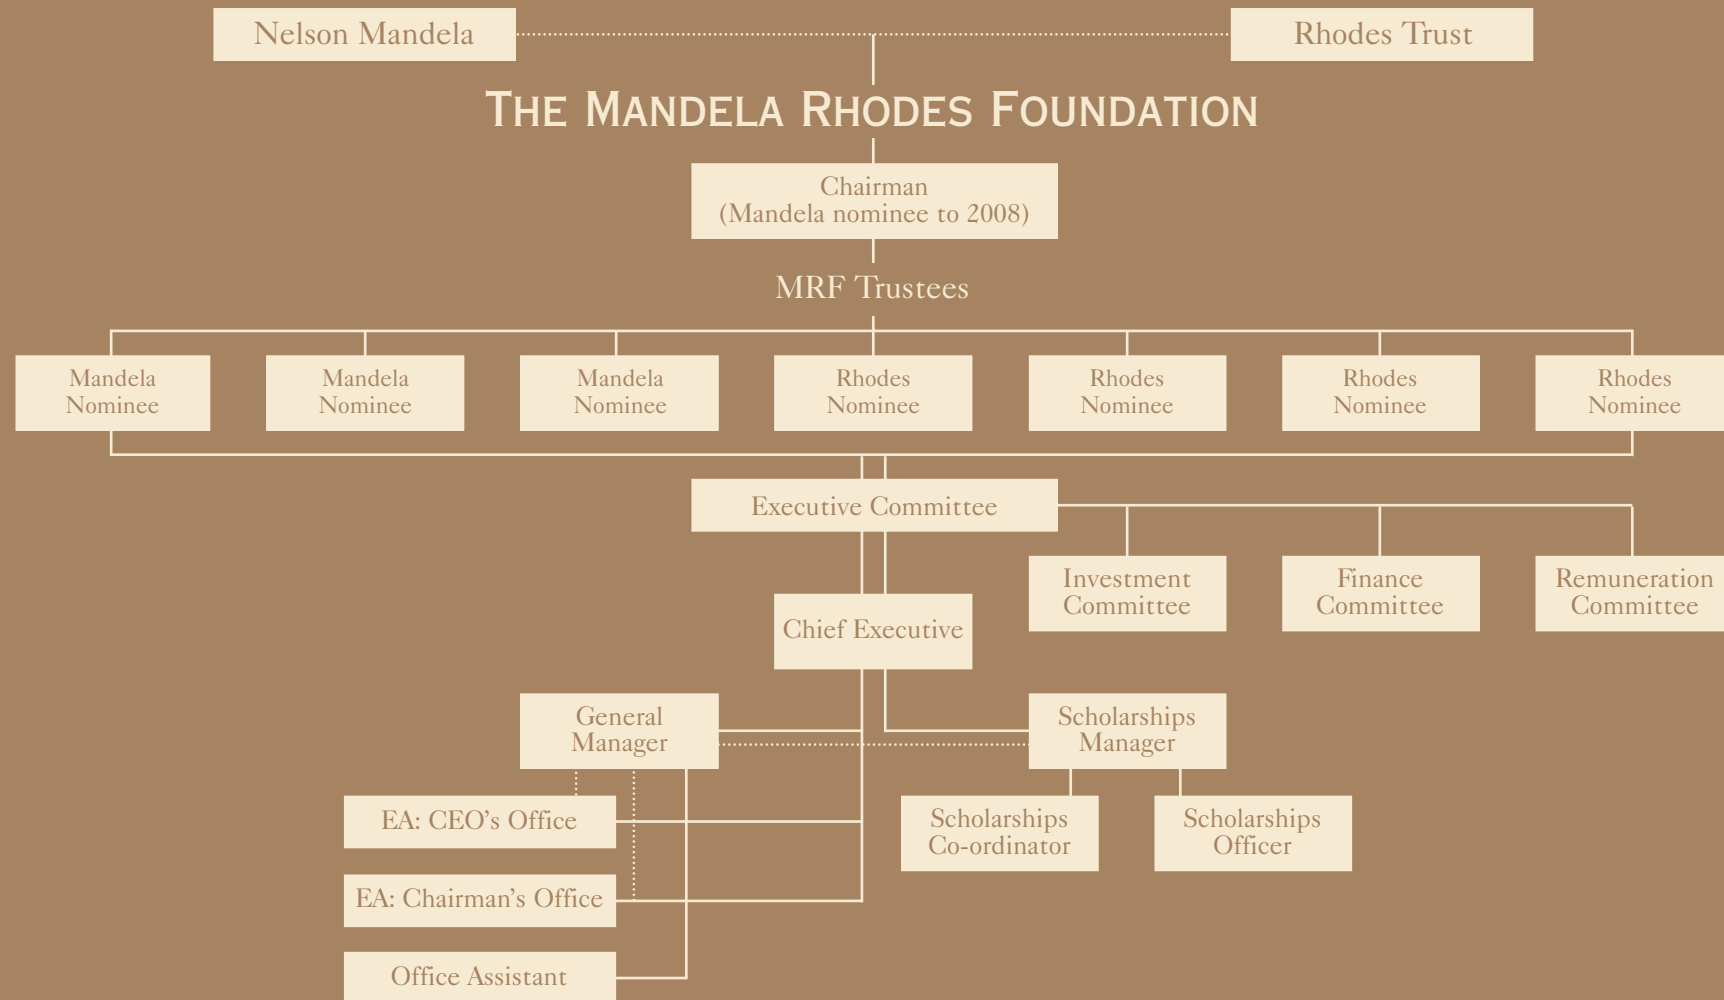 Nelson Mandela
Rhodes Trust
The Mandela Rhodes Foundation
Chairman
(Mandela nominee to 2008)
MRF Trustees
Mandela
Nominee
Mandela
Nominee
Mandela
Nominee
Rhodes
Nominee
Rhodes
Nominee
Rhodes
Nominee
Rhodes
Nominee
Executive Committee
Investment
Committee
Finance
Committee
Remuneration
Committee
Chief Executive
General
Manager
Scholarships
Manager
EA: CEO’s Office
Scholarships
Co-ordinator
Scholarships
Officer
EA: Chairman’s Office
Office Assistant